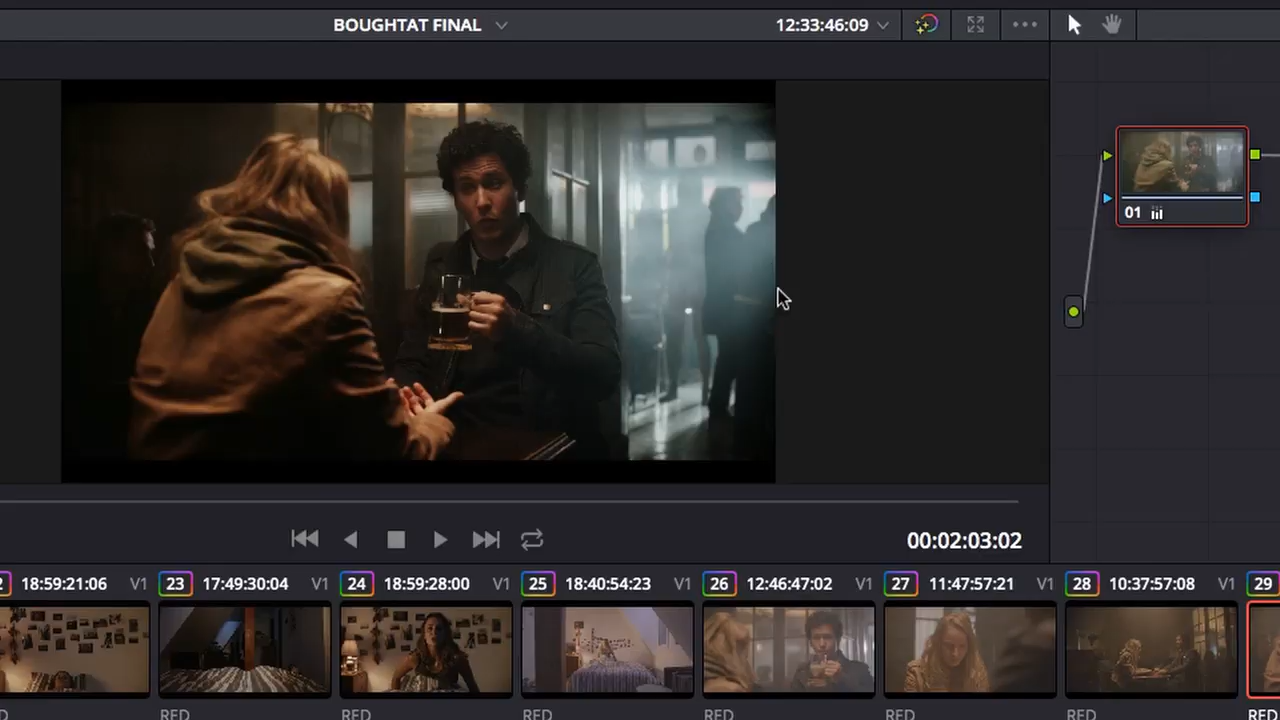 BOUGHTAT FINAL 12:33:46:09
01
00:02:03:02
2 18:59:21:06 V1 23 17:49:30:04 V1 24 18:59:28:00 V1 25 18:40:54:23 V1 26 12:46:47:02 V1 27 11:47:57:21 V1 28 10:37:57:08 V1 29
RED RED RED RED RED RED RED